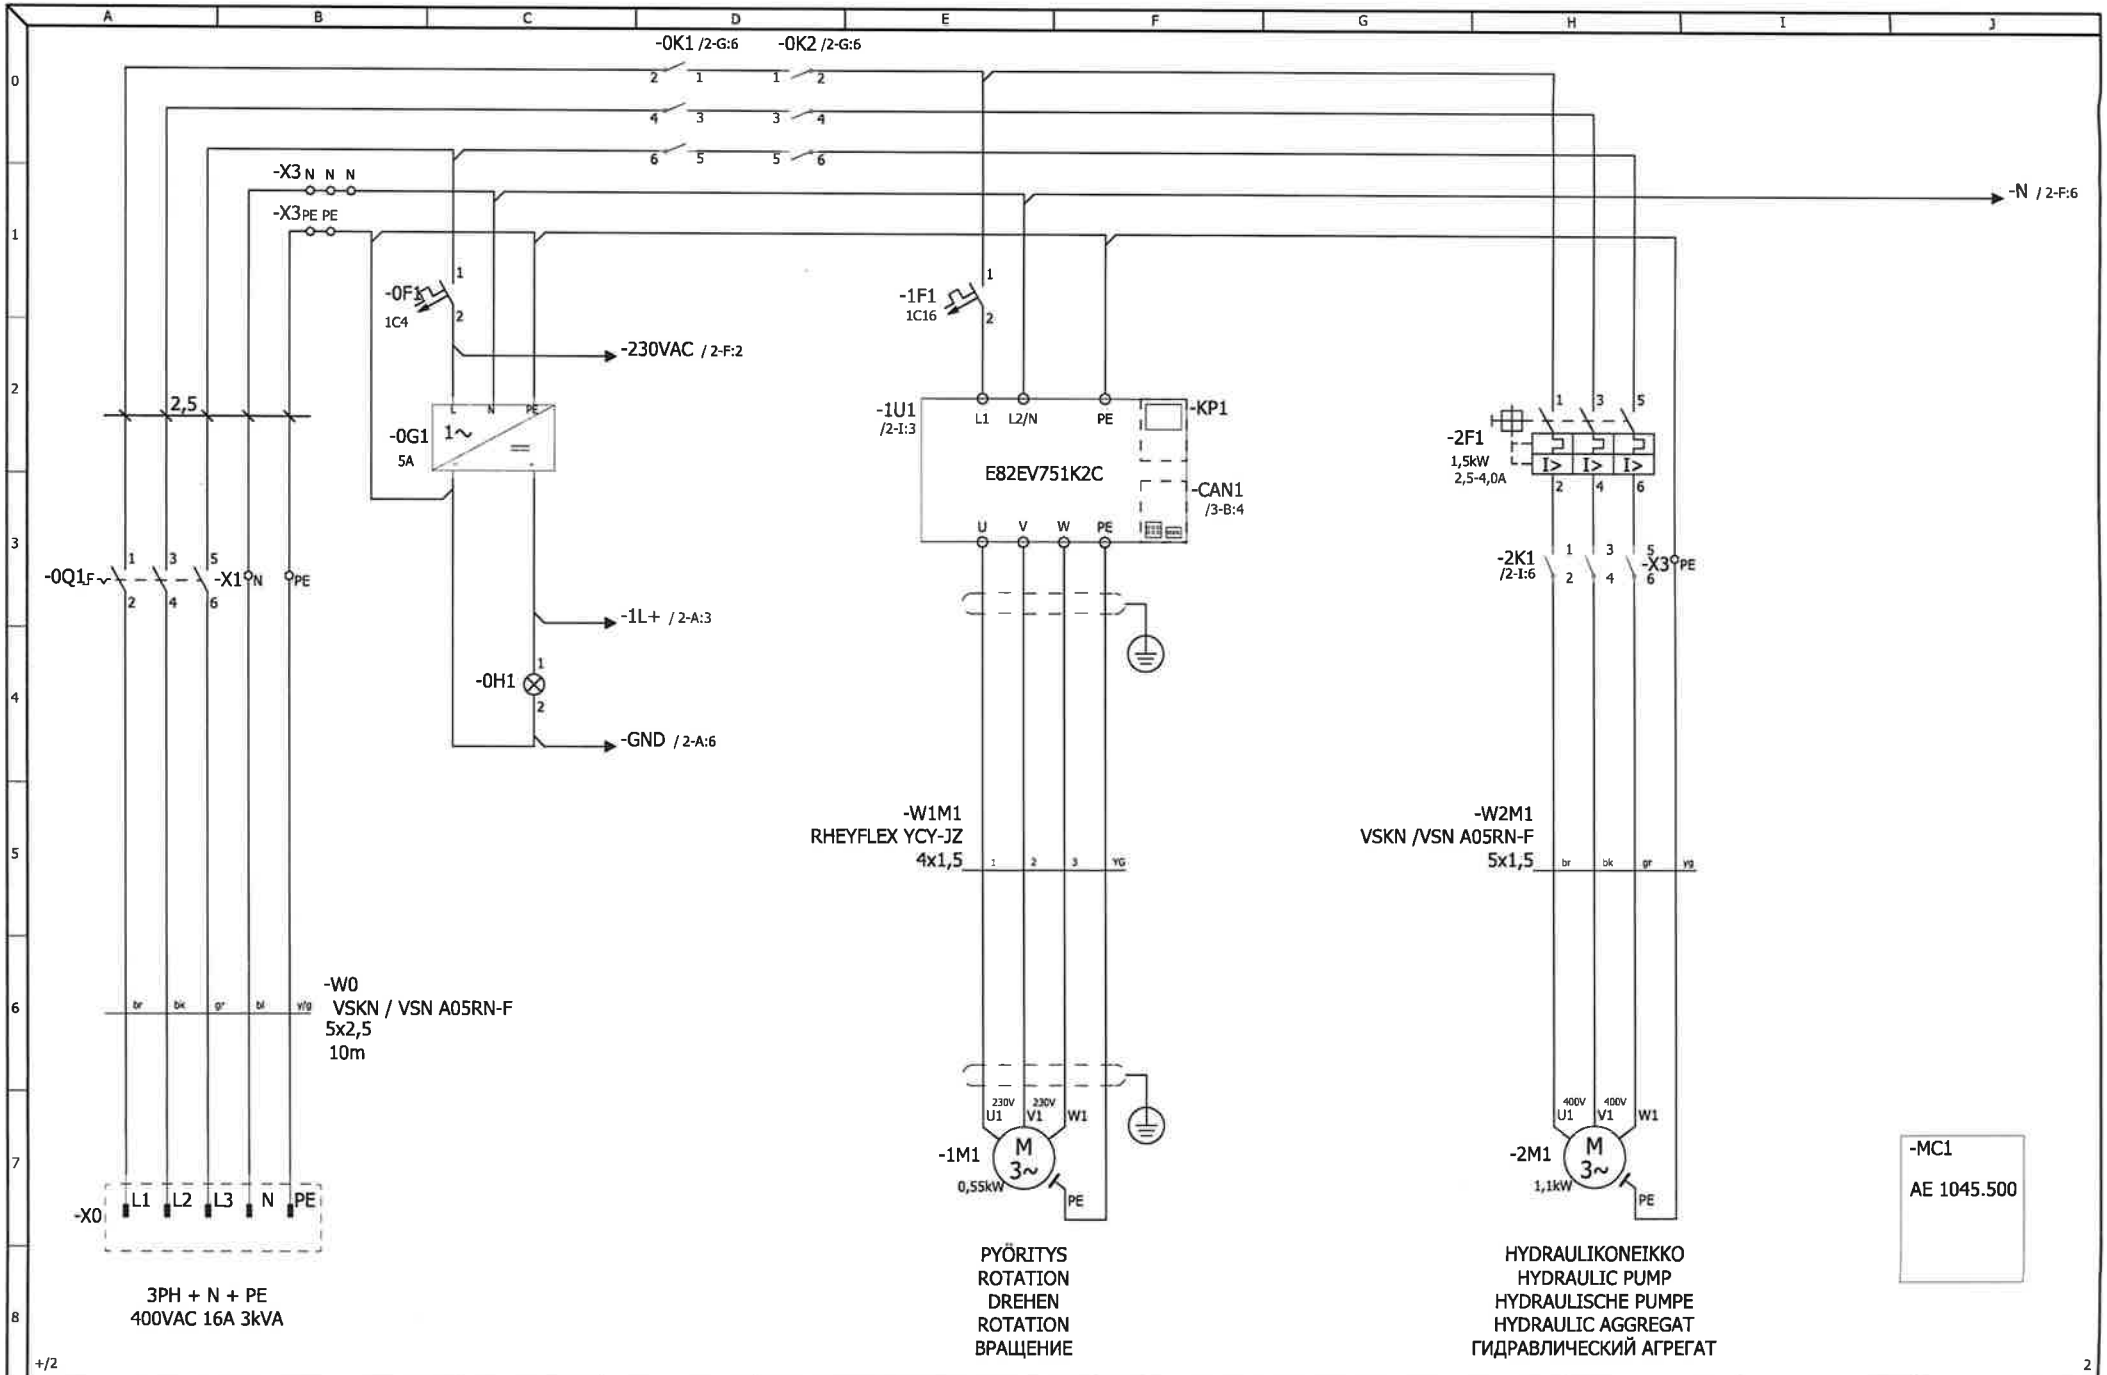 A B C D E F G H I J
-0K1 /2-G:6 -0K2 /2-G:6
0
2 1 1 2
4 3 3 4
6 5 5 6
-X3 N N N
-N / 2-F:6
-X3 PE PE
1
1
-0F1
1C4
2
1
-1F1
1C16
2
-230VAC / 2-F:2
2
2,5
L N PE
-0G1
5A
1~
-1U1
/2-I:3
L1 L2/N PE
-KP1
E82EV751K2C
-CAN1
/3-B:4
U V W PE
1 3 5
-2F1
1,5kW
2,5-4,0A
I> I> I>
2 4 6
3
1 3 5
-0Q1 -X1 N PE
2 4 6
1 3 5
-2K1
/2-I:6
-X3 PE
2 4 6
-1L+ / 2-A:3
4
1
-0H1
2
-GND / 2-A:6
5
-W1M1
RHEYFLEX YCY-JZ
4x1,5
1 2 3 YG
-W2M1
VSKN /VSN A05RN-F
5x1,5
br bk gr yg
6
br bk gr bl y/g
-W0
VSKN / VSN A05RN-F
5x2,5
10m
230V 230V
U1 V1 W1
400V 400V
U1 V1 W1
7
-1M1
M
3~
0,55kW
PE
-2M1
M
3~
1,1kW
PE
-MC1
AE 1045.500
-X0
L1 L2 L3 N PE
8
3PH + N + PE
400VAC 16A 3kVA
PYÖRITYS
ROTATION
DREHEN
ROTATION
ВРАЩЕНИЕ
HYDRAULIKONEIKKO
HYDRAULIC PUMP
HYDRAULISCHE PUMPE
HYDRAULIC AGGREGAT
ГИДРАВЛИЧЕСКИЙ АГРЕГАТ
+/2
2